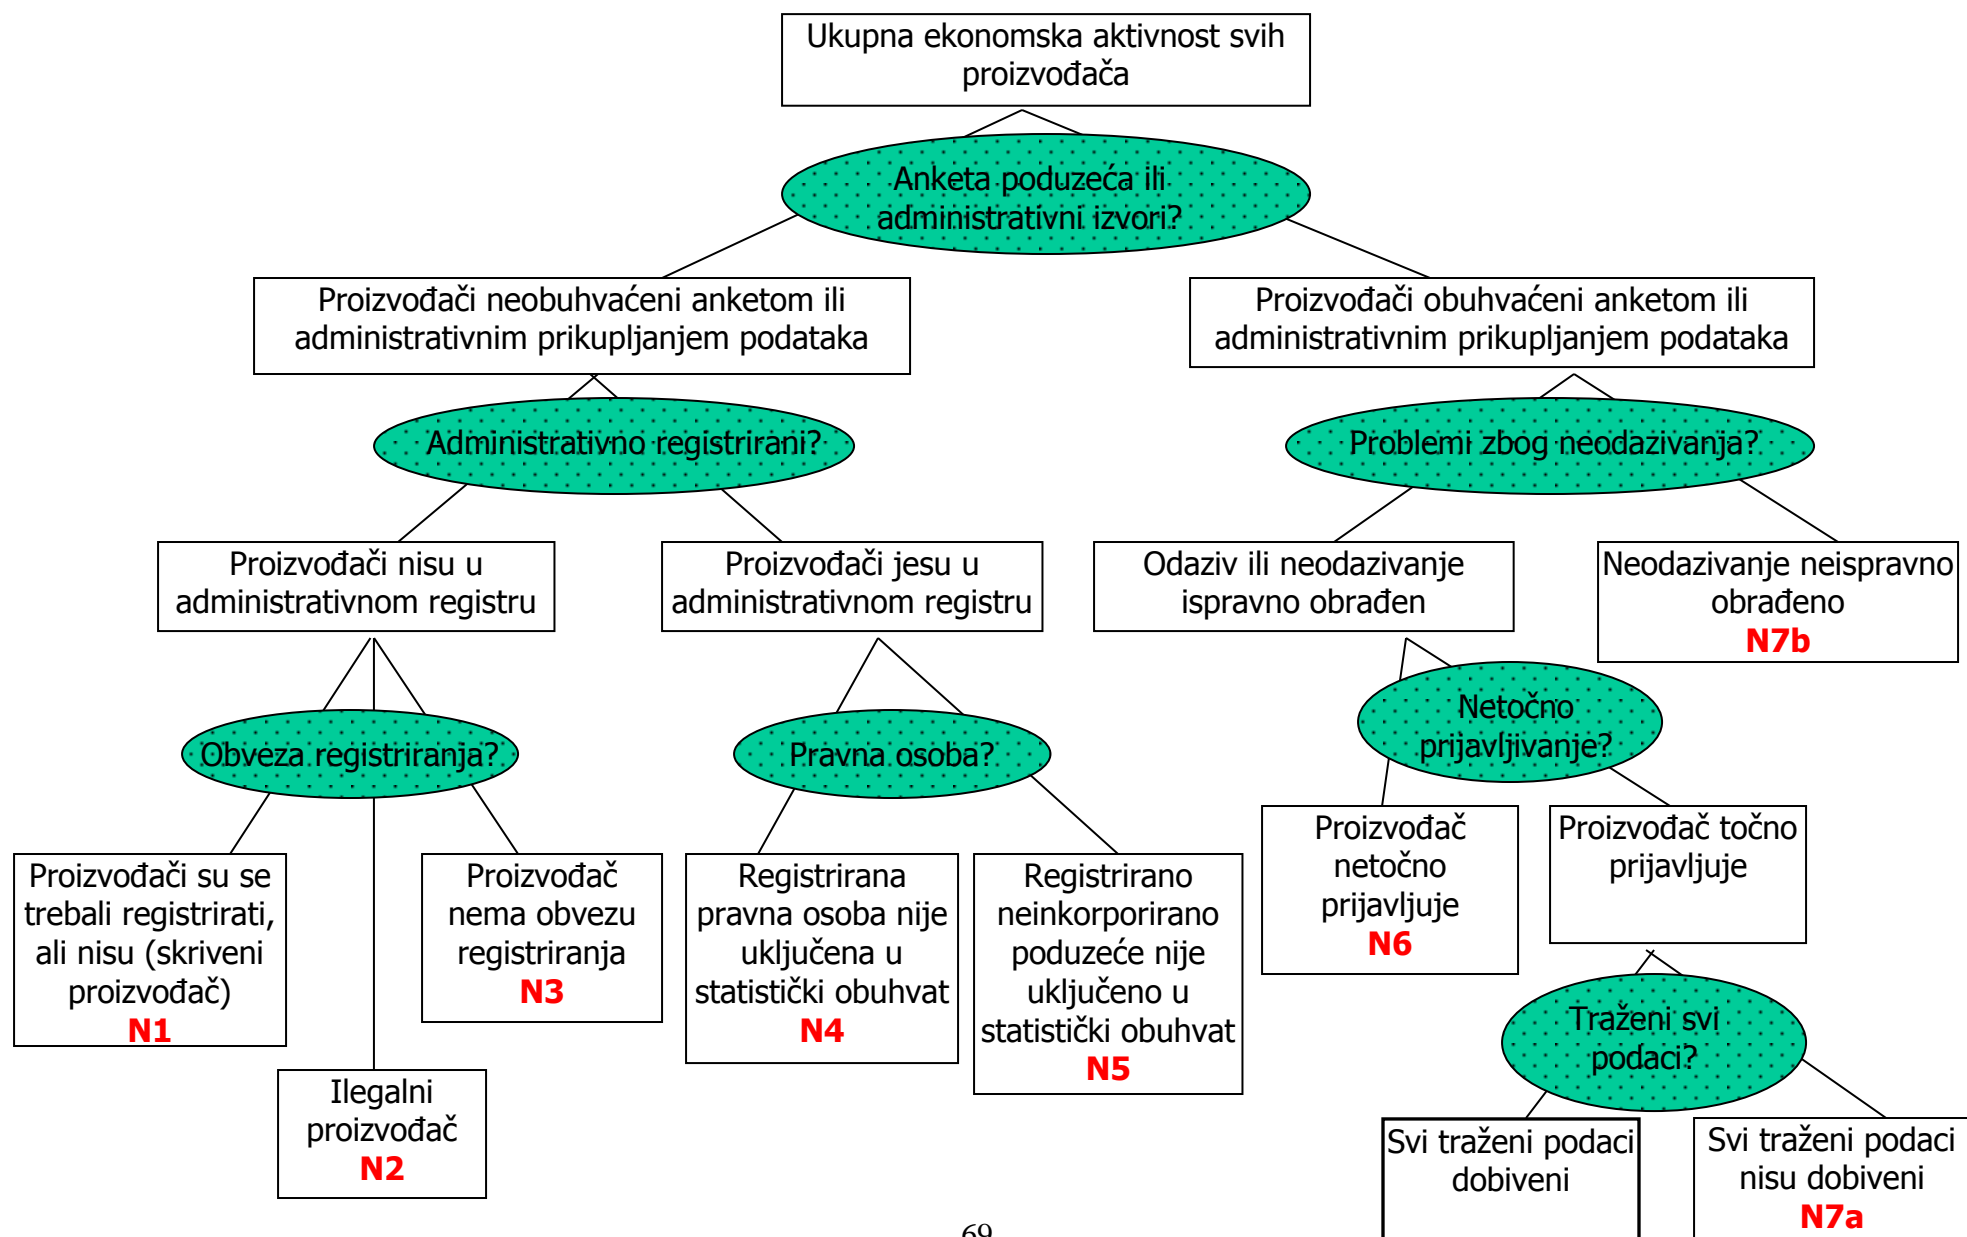 Ukupna ekonomska aktivnost svih
proizvođača
Anketa poduzeća ili
administrativni izvori?
Proizvođači neobuhvaćeni anketom ili
administrativnim prikupljanjem podataka
Proizvođači obuhvaćeni anketom ili
administrativnim prikupljanjem podataka
Administrativno registrirani?
Problemi zbog neodazivanja?
Proizvođači nisu u
administrativnom registru
Proizvođači jesu u
administrativnom registru
Odaziv ili neodazivanje
ispravno obrađen
Neodazivanje neispravno
obrađeno
N7b
Obveza registriranja?
Pravna osoba?
Netočno
prijavljivanje?
Proizvođači su se
trebali registrirati,
ali nisu (skriveni
proizvođač)
N1
Ilegalni
proizvođač
N2
Proizvođač
nema obvezu
registriranja
N3
Registrirana
pravna osoba nije
uključena u
statistički obuhvat
N4
Registrirano
neinkorporirano
poduzeće nije
uključeno u
statistički obuhvat
N5
Proizvođač
netočno
prijavljuje
N6
Proizvođač točno
prijavljuje
Traženi svi
podaci?
Svi traženi podaci
dobiveni
Svi traženi podaci
nisu dobiveni
N7a
69